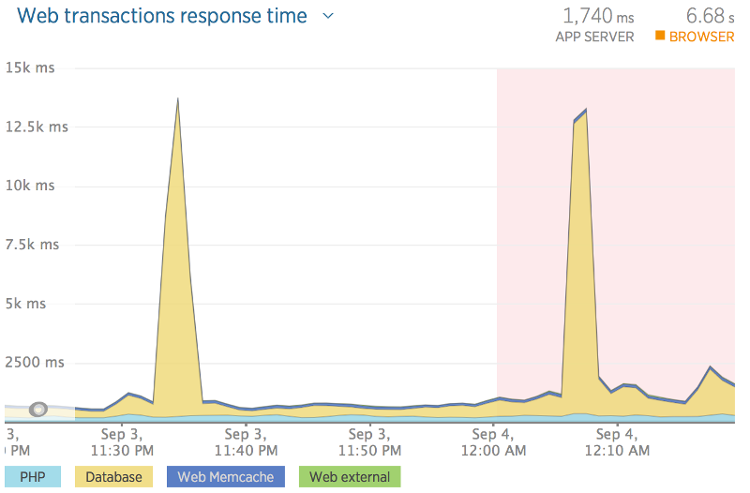 Web transactions response time
1,740 ms 6.68 s
APP SERVER BROWSER
15k ms
12.5k ms
10k ms
7.5k ms
5k ms
2500 ms
3, Sep 3, Sep 3, Sep 3, Sep 4, Sep 4,
PM 11:30 PM 11:40 PM 11:50 PM 12:00 AM 12:10 AM
PHP Database Web Memcache Web external